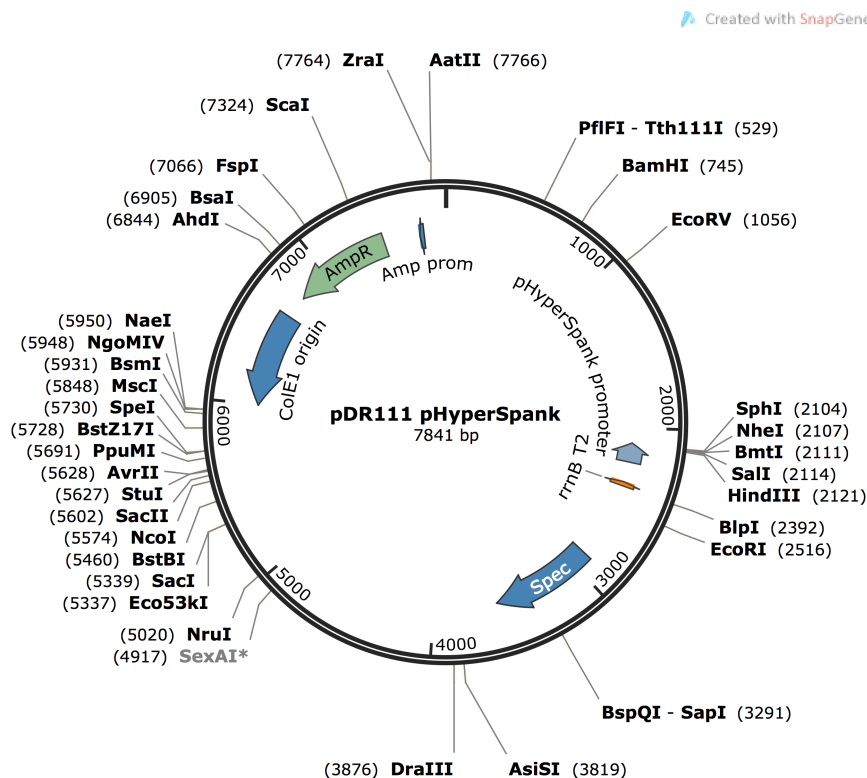 Created with SnapGene
(7764) ZraI
AatII (7766)
(7324) ScaI
PflFI - Tth111I (529)
(7066) FspI
BamHI (745)
(6905) BsaI
(6844) AhdI
EcoRV (1056)
7000
AmpR
Amp prom
1000
pHyperSpank promoter
(5950) NaeI
(5948) NgoMIV
(5931) BsmI
(5848) MscI
(5730) SpeI
(5728) BstZ17I
(5691) PpuMI
(5628) AvrII
(5627) StuI
(5602) SacII
(5574) NcoI
(5460) BstBI
(5339) SacI
(5337) Eco53kI
(5020) NruI
(4917) SexAI*
6000
ColE1 origin
pDR111 pHyperSpank
7841 bp
2000
SphI (2104)
NheI (2107)
BmtI (2111)
SalI (2114)
HindIII (2121)
rrnB T2
BlpI (2392)
EcoRI (2516)
Spec
3000
5000
4000
BspQI - SapI (3291)
(3876) DraIII
AsiSI (3819)